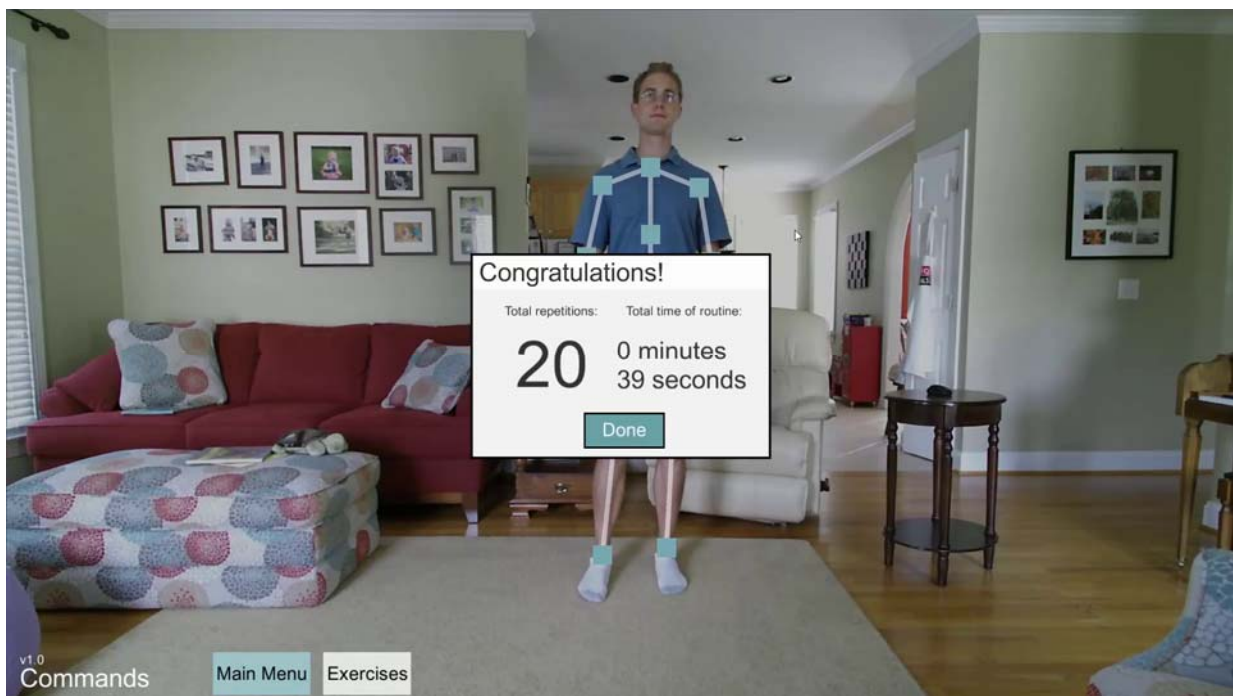 Congratulations!
Total repetitions: Total time of routine:
20
0 minutes
39 seconds
Done
v1.0
Commands
Main Menu Exercises